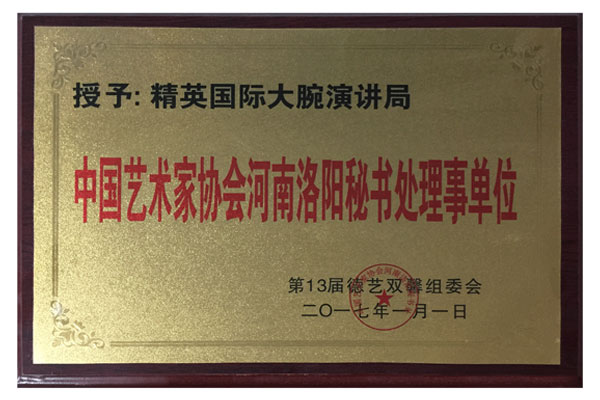 授予：精英国际大腕演讲局
中国艺术家协会河南洛阳秘书处理事单位
第13届德艺双馨组委会
二〇一七年一月一日